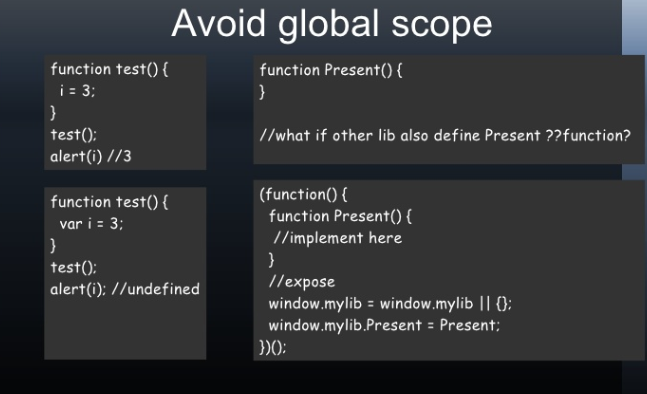 Avoid global scope
function test() {
i = 3;
}
test();
alert(i) //3
function test() {
var i = 3;
}
test();
alert(i); //undefined
function Present() {
}
//what if other lib also define Present ??function?
(function() {
function Present() {
//implement here
}
//expose
window.mylib = window.mylib || {};
window.mylib.Present = Present;
})();